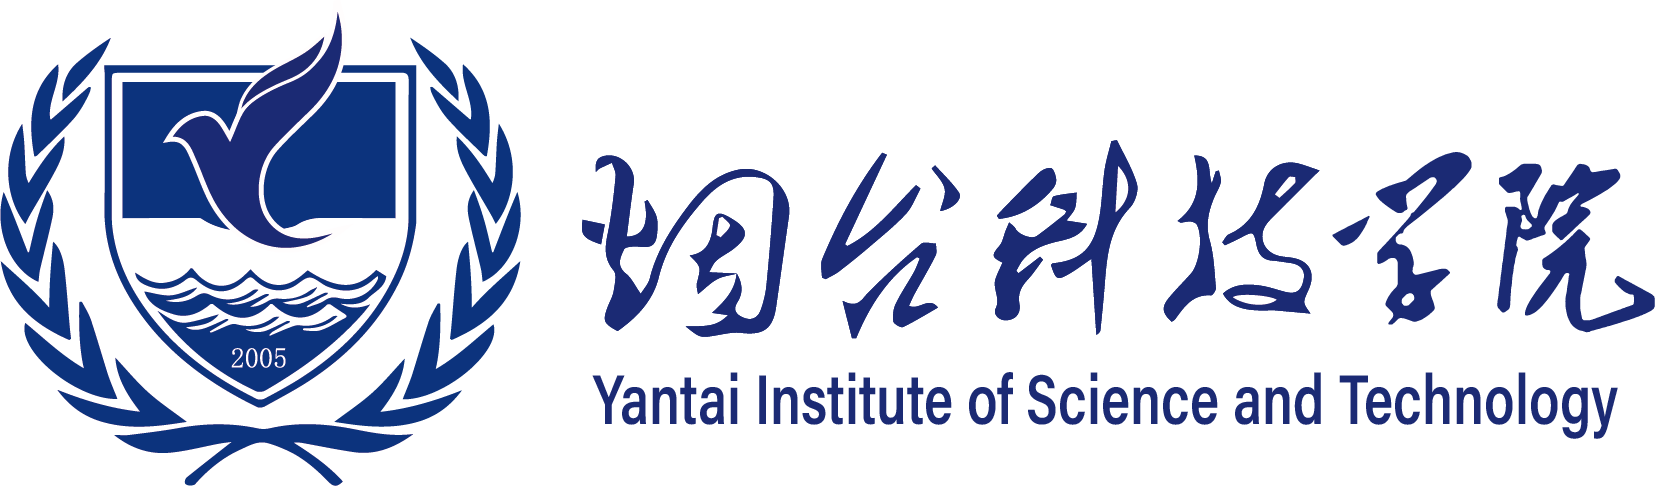 2005
烟台科技学院
Yantai Institute of Science and Technology